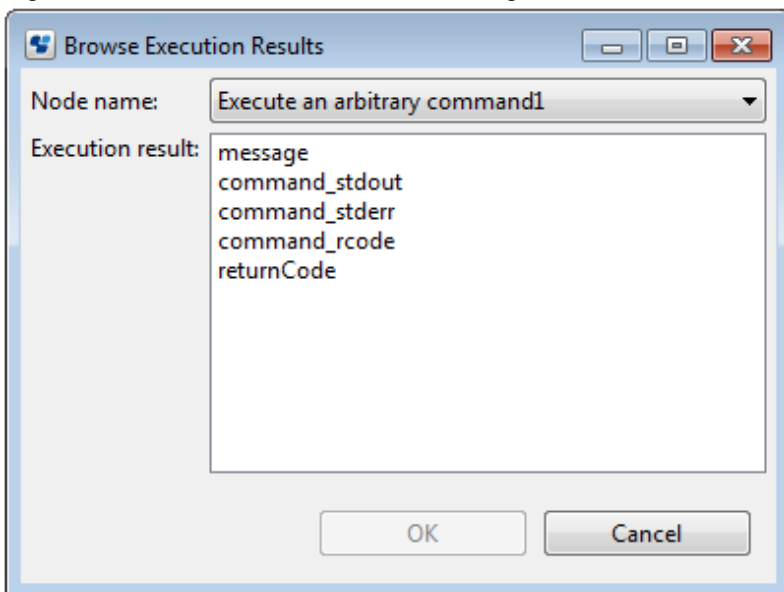 Browse Execution Results
Node name: Execute an arbitrary command1
Execution result: message
command_stdout
command_stderr
command_rcode
returnCode
OK Cancel